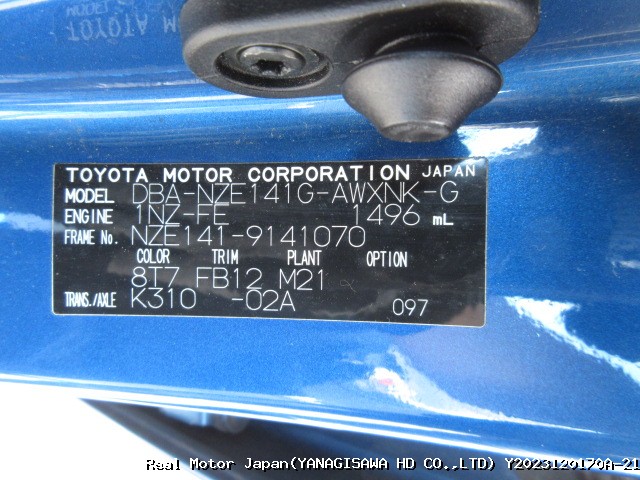 TOYOTA MOTOR CORPORATION JAPAN
MODEL DBA-NZE141G-AWXNK-G
ENGINE 1NZ-FE 1496 mL
FRAME No. NZE141-9141070
COLOR TRIM PLANT OPTION
8T7 FB12 M21
TRANS./AXLE K310 -02A 097
Real Motor Japan(YANAGISAWA HD CO.,LTD) Y2023120170A-21